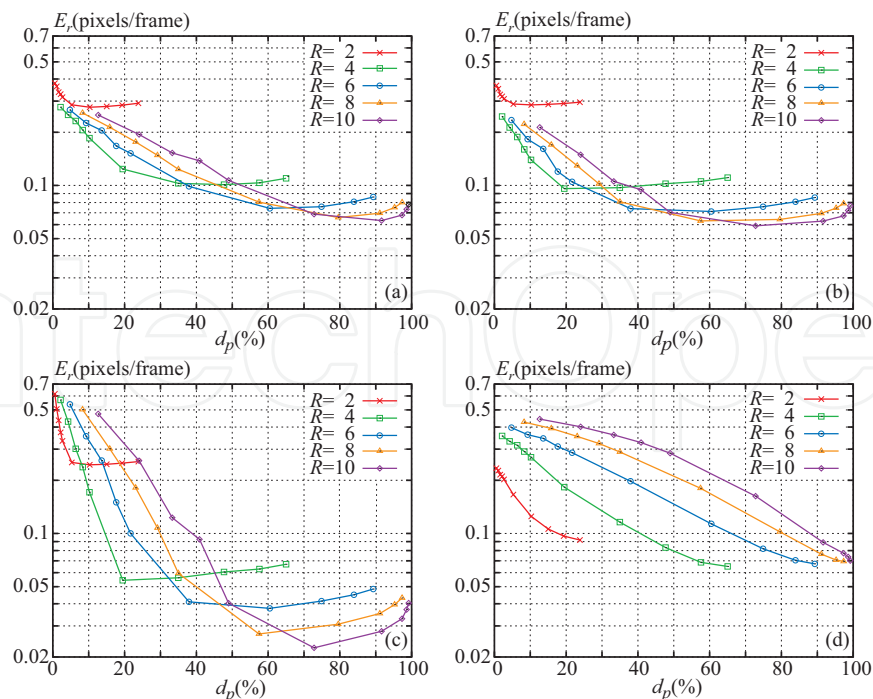 E_r(pixels/frame)
0.7
0.5
0.1
0.05
0.02
0 20 40 60 80 100
d_p(%)
R= 2
R= 4
R= 6
R= 8
R=10
(a)
E_r(pixels/frame)
0.7
0.5
0.1
0.05
0.02
0 20 40 60 80 100
d_p(%)
R= 2
R= 4
R= 6
R= 8
R=10
(b)
E_r(pixels/frame)
0.7
0.5
0.1
0.05
0.02
0 20 40 60 80 100
d_p(%)
R= 2
R= 4
R= 6
R= 8
R=10
(c)
E_r(pixels/frame)
0.7
0.5
0.1
0.05
0.02
0 20 40 60 80 100
d_p(%)
R= 2
R= 4
R= 6
R= 8
R=10
(d)
ntechOpe